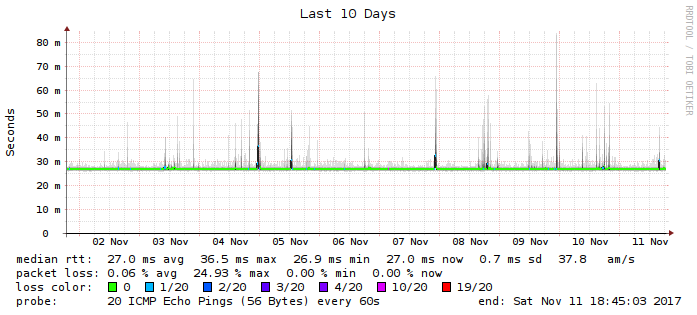 Last 10 Days
RRDTOOL / TOBI OETIKER
Seconds
80 m
70 m
60 m
50 m
40 m
30 m
20 m
10 m
0
02 Nov 03 Nov 04 Nov 05 Nov 06 Nov 07 Nov 08 Nov 09 Nov 10 Nov 11 Nov
median rtt: 27.0 ms avg 36.5 ms max 26.9 ms min 27.0 ms now 0.7 ms sd 37.8 am/s
packet loss: 0.06 % avg 24.93 % max 0.00 % min 0.00 % now
loss color: 0 1/20 2/20 3/20 4/20 10/20 19/20
probe: 20 ICMP Echo Pings (56 Bytes) every 60s end: Sat Nov 11 18:45:03 2017